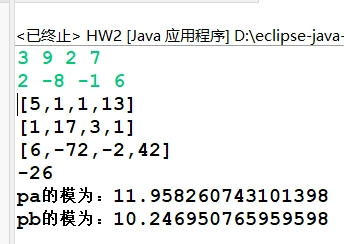 <已终止> HW2 [Java 应用程序] D:\eclipse-java-
3 9 2 7
2 -8 -1 6
[5,1,1,13]
[1,17,3,1]
[6,-72,-2,42]
-26
pa的模为：11.958260743101398
pb的模为：10.246950765959598